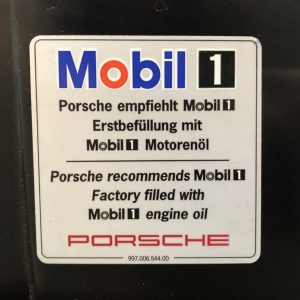 Mobil 1
Porsche empfiehlt Mobil 1
Erstbefüllung mit
Mobil 1 Motorenöl
Porsche recommends Mobil 1
Factory filled with
Mobil 1 engine oil
PORSCHE
997.006.544.00